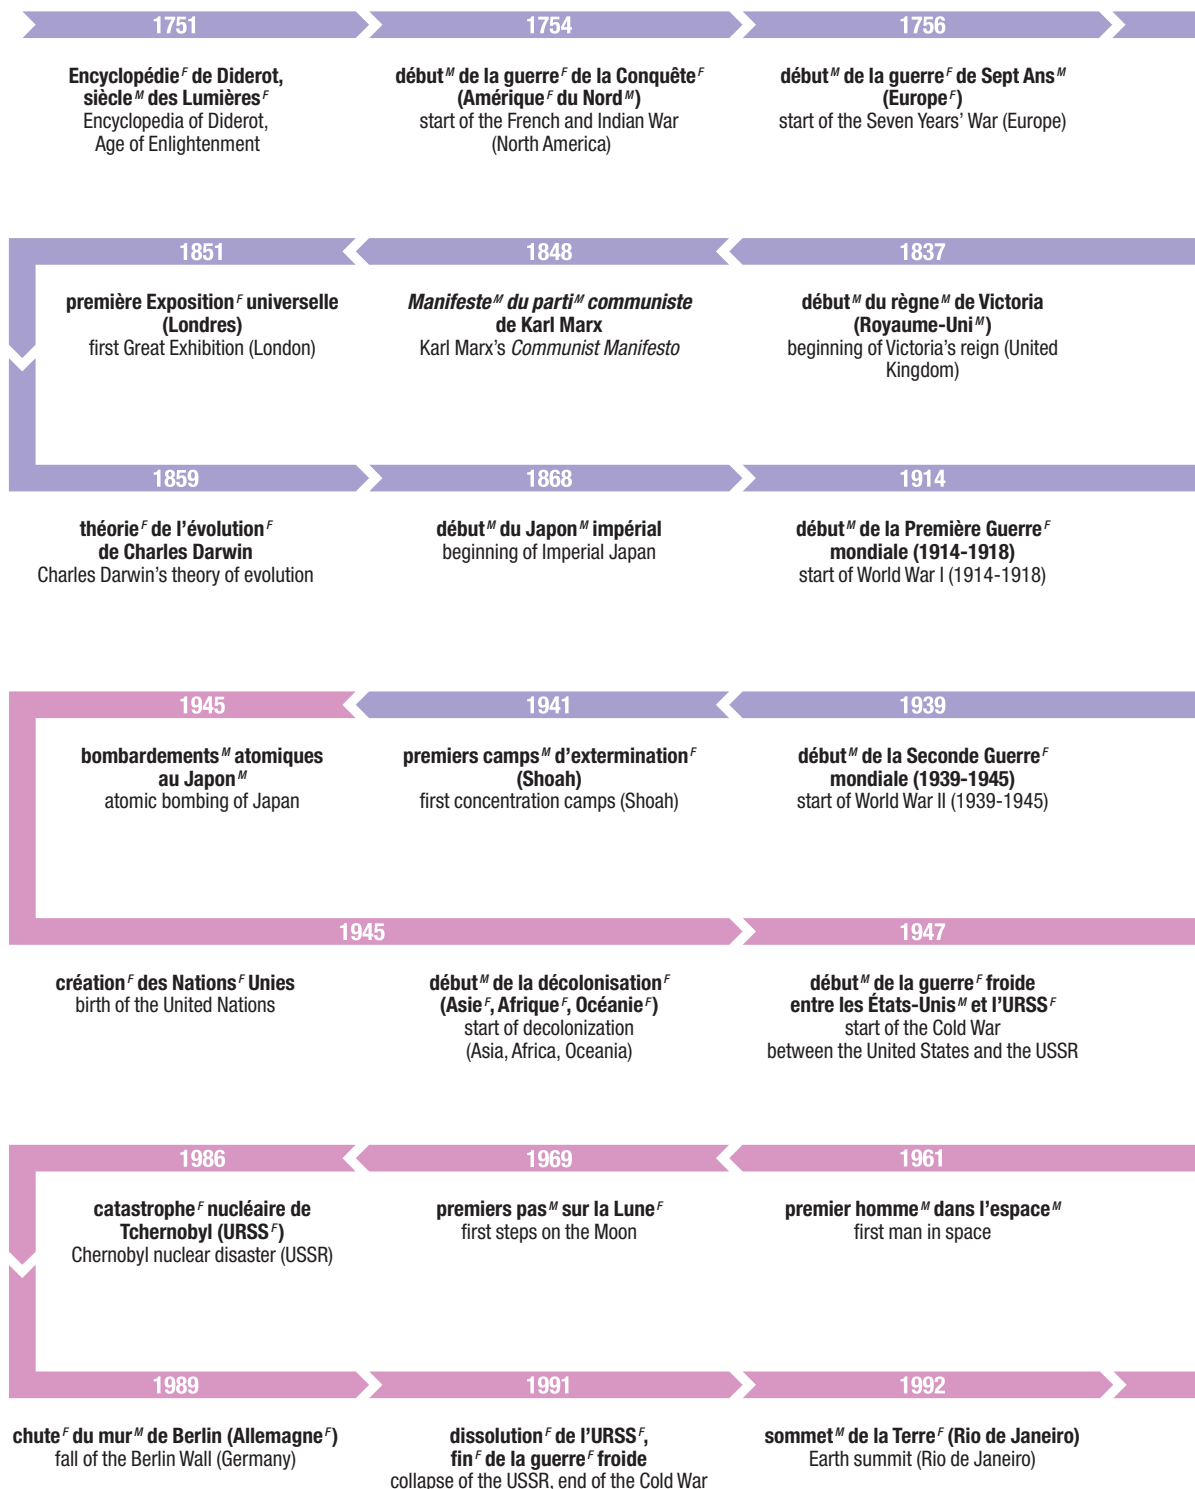 1751
1754
1756
Encyclopédie F de Diderot,
siècle M des Lumières F
Encyclopedia of Diderot,
Age of Enlightenment
début M de la guerre F de la Conquête F
(Amérique F du Nord M)
start of the French and Indian War
(North America)
début M de la guerre F de Sept Ans M
(Europe F)
start of the Seven Years’ War (Europe)
1851
1848
1837
première Exposition F universelle
(Londres)
first Great Exhibition (London)
Manifeste M du parti M communiste
de Karl Marx
Karl Marx’s Communist Manifesto
début M du règne M de Victoria
(Royaume-Uni M)
beginning of Victoria’s reign (United
Kingdom)
1859
1868
1914
théorie F de l’évolution F
de Charles Darwin
Charles Darwin’s theory of evolution
début M du Japon M impérial
beginning of Imperial Japan
début M de la Première Guerre F
mondiale (1914-1918)
start of World War I (1914-1918)
1945
1941
1939
bombardements M atomiques
au Japon M
atomic bombing of Japan
premiers camps M d’extermination F
(Shoah)
first concentration camps (Shoah)
début M de la Seconde Guerre F
mondiale (1939-1945)
start of World War II (1939-1945)
1945
1947
création F des Nations F Unies
birth of the United Nations
début M de la décolonisation F
(Asie F, Afrique F, Océanie F)
start of decolonization
(Asia, Africa, Oceania)
début M de la guerre F froide
entre les États-Unis M et l’URSS F
start of the Cold War
between the United States and the USSR
1986
1969
1961
catastrophe F nucléaire de
Tchernobyl (URSS F)
Chernobyl nuclear disaster (USSR)
premiers pas M sur la Lune F
first steps on the Moon
premier homme M dans l’espace M
first man in space
1989
1991
1992
chute F du mur M de Berlin (Allemagne F)
fall of the Berlin Wall (Germany)
dissolution F de l’URSS F,
fin F de la guerre F froide
collapse of the USSR, end of the Cold War
sommet M de la Terre F (Rio de Janeiro)
Earth summit (Rio de Janeiro)